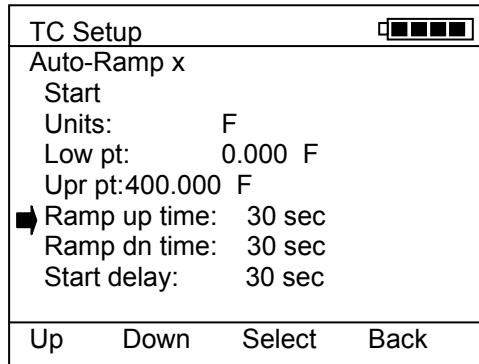 TC Setup
Auto-Ramp x
Start
Units: F
Low pt: 0.000 F
Upr pt:400.000 F
Ramp up time: 30 sec
Ramp dn time: 30 sec
Start delay: 30 sec
Up Down Select Back